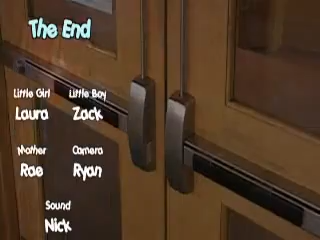 The End
Little Girl Little Boy
Laura Zack
Mother Camera
Rae Ryan
Sound
Nick